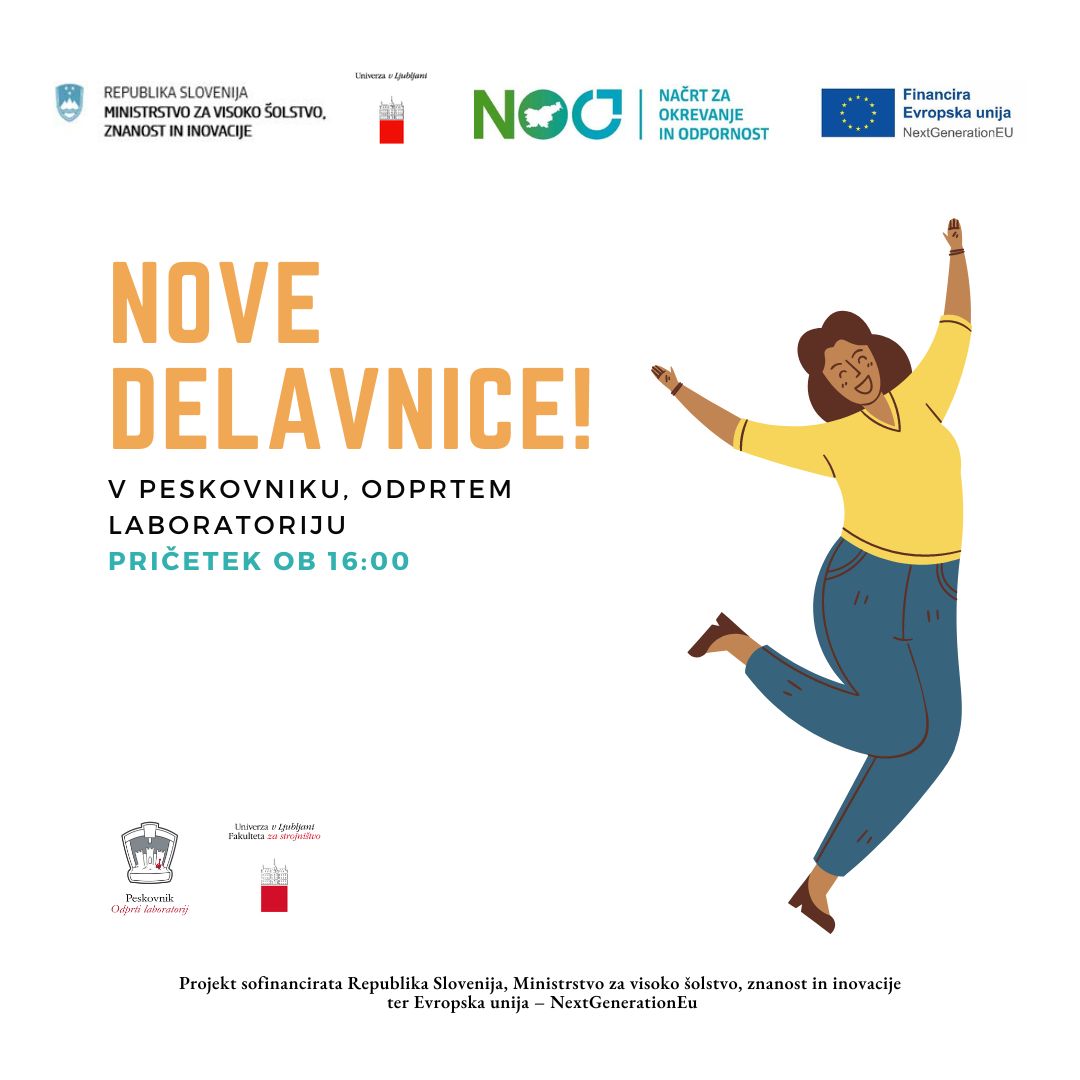 REPUBLIKA SLOVENIJA
MINISTRSTVO ZA VISOKO ŠOLSTVO,
ZNANOST IN INOVACIJE
Univerza v Ljubljani
NOO
NAČRT ZA
OKREVANJE
IN ODPORNOST
Financira
Evropska unija
NextGenerationEU
NOVE
DELAVNICE!
V PESKOVNIKU, ODPRTEM
LABORATORIJU
PRIČETEK OB 16:00
Peskovnik
Odprti laboratorij
Univerza v Ljubljani
Fakulteta za strojništvo
Projekt sofinancirata Republika Slovenija, Ministrstvo za visoko šolstvo, znanost in inovacije
ter Evropska unija – NextGenerationEu